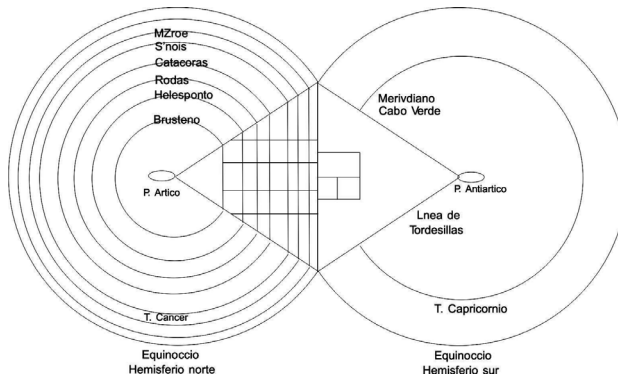 MZroe
S'nois
Catacoras
Rodas
Helesponto
Brusteno
P. Artico
T. Cancer
Equinoccio
Hemisferio norte
Merivdiano
Cabo Verde
P. Antiartico
Lnea de
Tordesillas
T. Capricornio
Equinoccio
Hemisferio sur